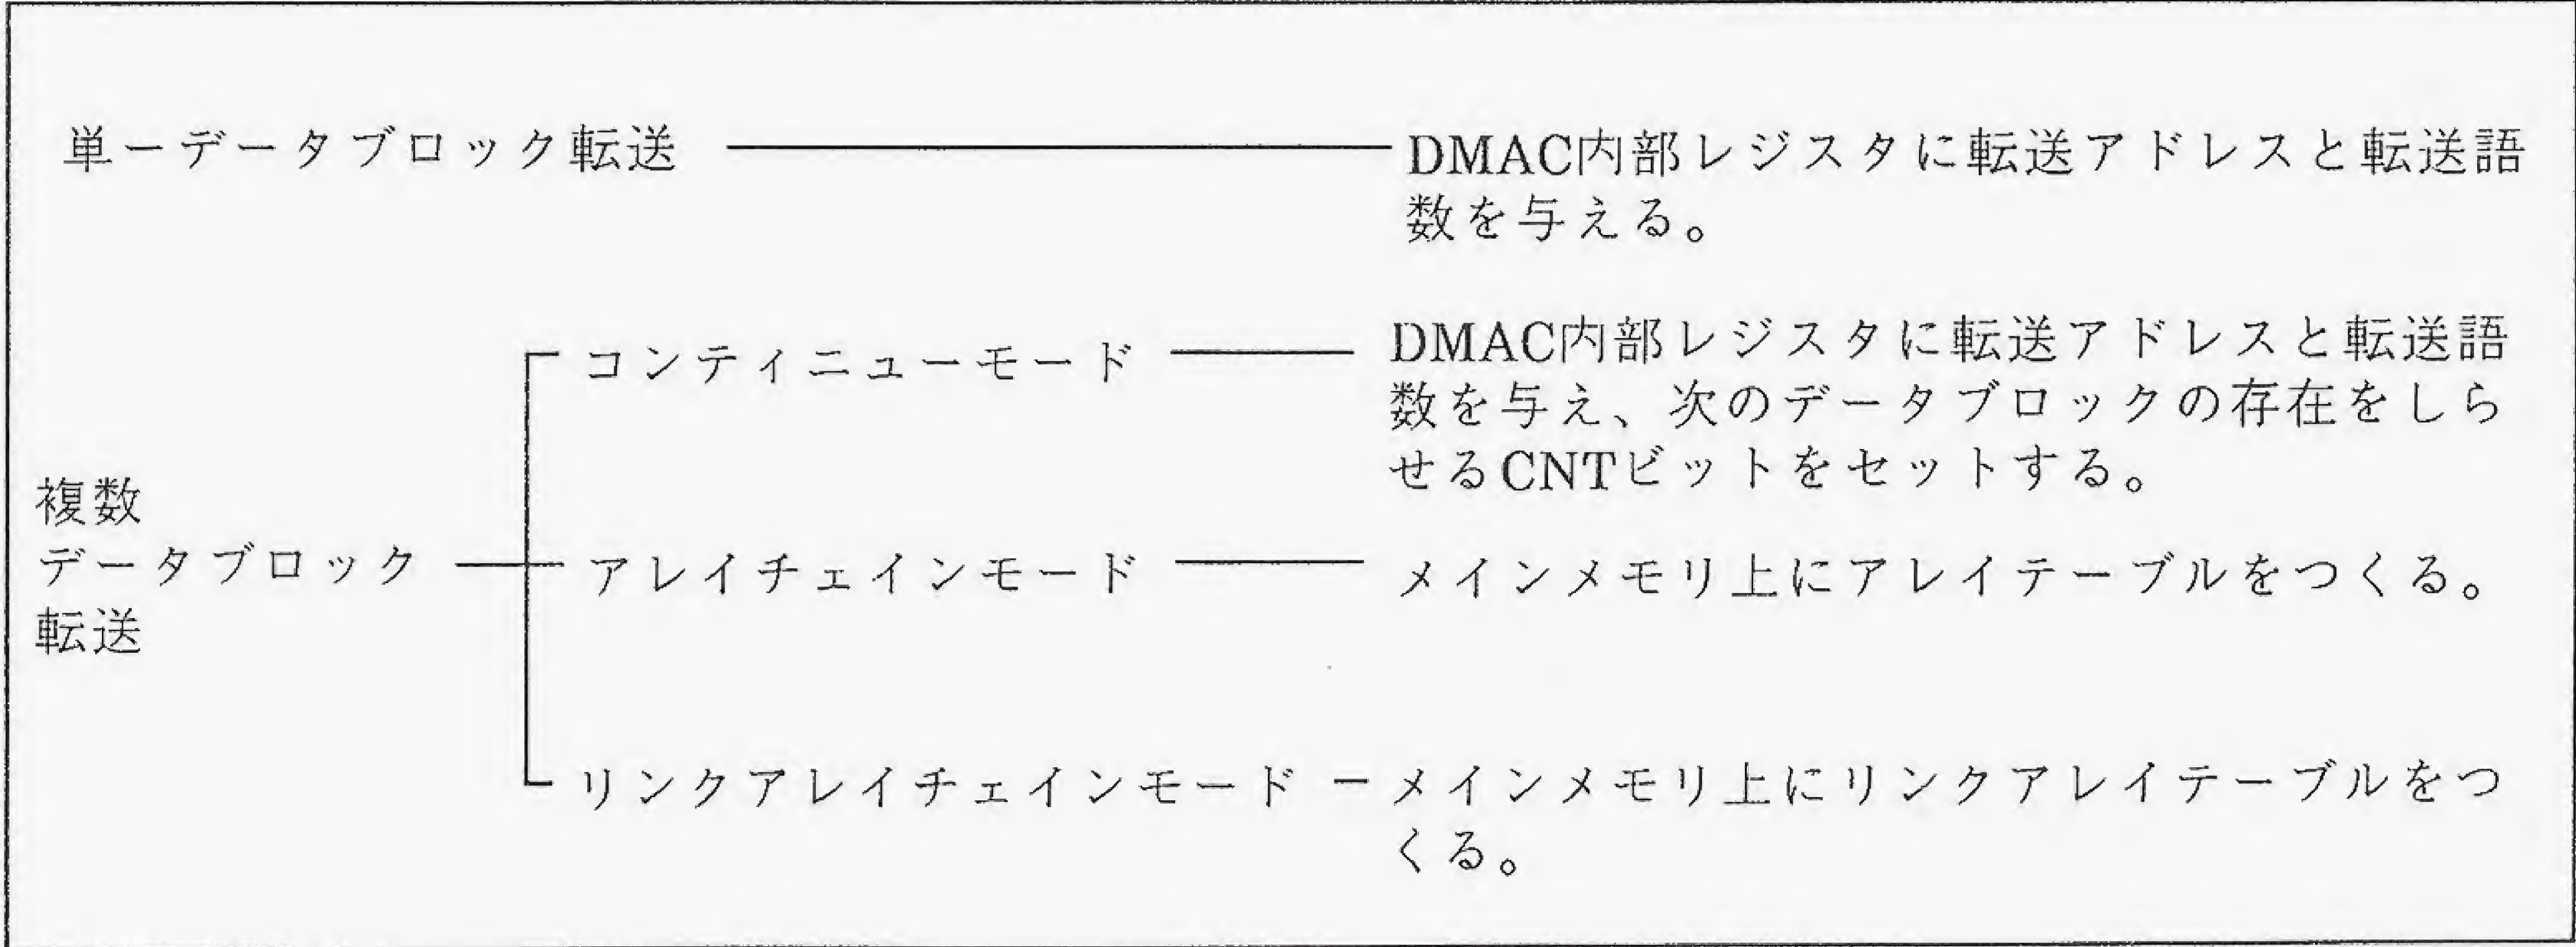 単一データブロック転送
DMAC内部レジスタに転送アドレスと転送語
数を与える。
複数
データブロック
転送
コンティニューモード
DMAC内部レジスタに転送アドレスと転送語
数を与え、次のデータブロックの存在をしら
せるCNTビットをセットする。
アレイチェインモード
メインメモリ上にアレイテーブルをつくる。
リンクアレイチェインモード
メインメモリ上にリンクアレイテーブルをつ
くる。